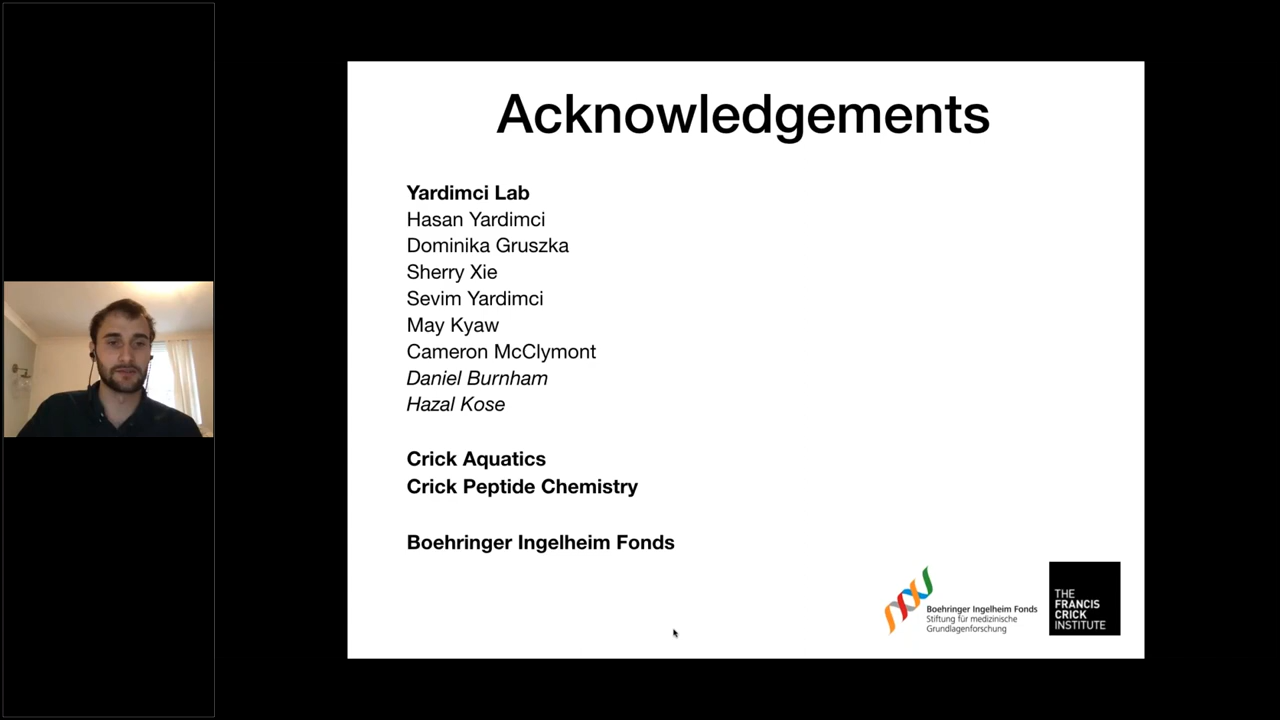 Acknowledgements
Yardimci Lab
Hasan Yardimci
Dominika Gruszka
Sherry Xie
Sevim Yardimci
May Kyaw
Cameron McClymont
Daniel Burnham
Hazal Kose
Crick Aquatics
Crick Peptide Chemistry
Boehringer Ingelheim Fonds
Boehringer Ingelheim Fonds
Stiftung für medizinische
Grundlagenforschung
THE
FRANCIS
CRICK
INSTITUTE